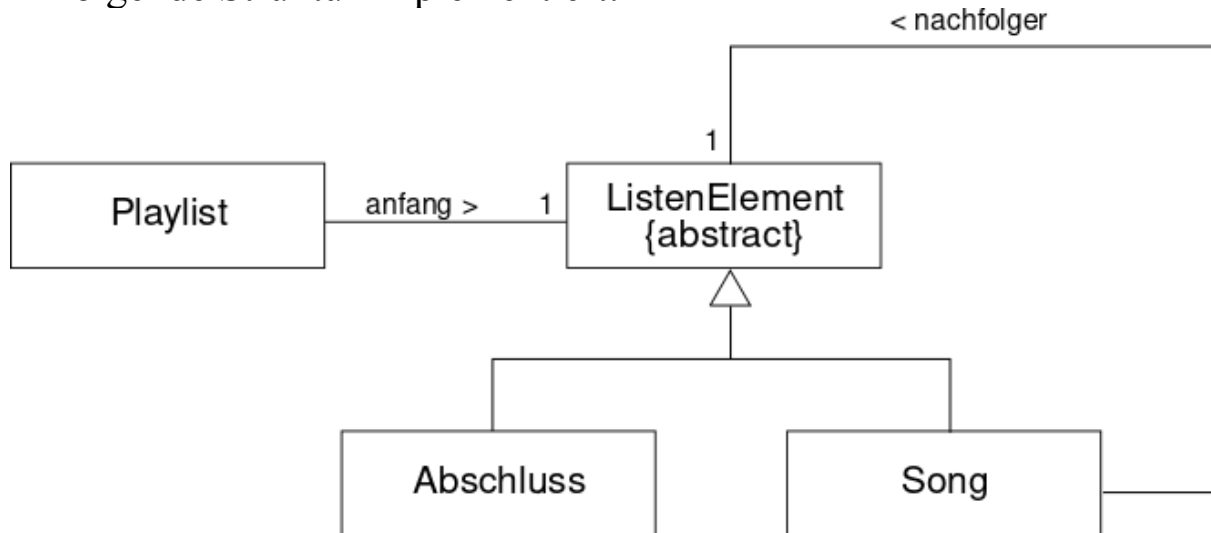 < nachfolger
1
Playlist
anfang >
1
ListenElement
{abstract}
Abschluss
Song